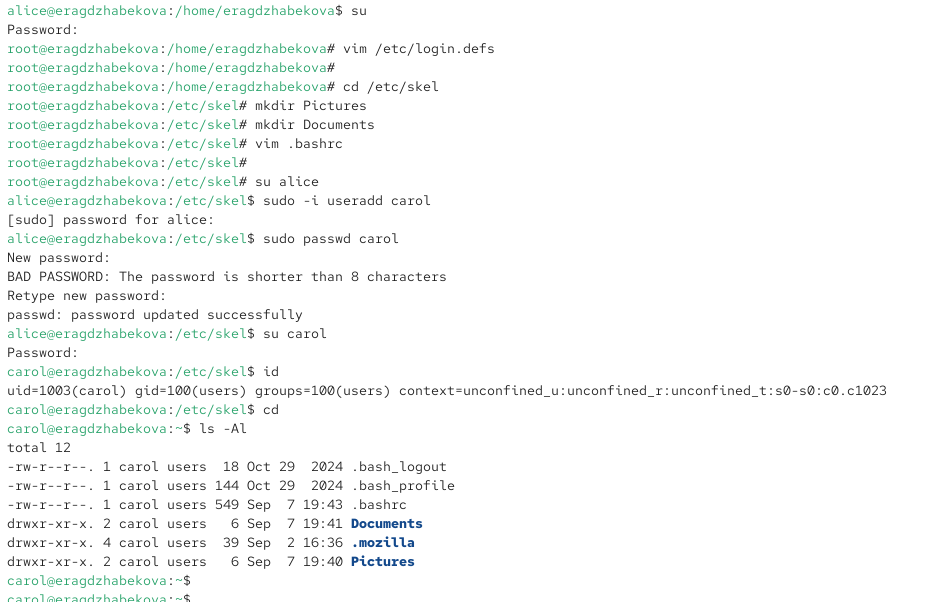 alice@eragdzhabekova:/home/eragdzhabekova$ su
Password:
root@eragdzhabekova:/home/eragdzhabekova# vim /etc/login.defs
root@eragdzhabekova:/home/eragdzhabekova#
root@eragdzhabekova:/home/eragdzhabekova# cd /etc/skel
root@eragdzhabekova:/etc/skel# mkdir Pictures
root@eragdzhabekova:/etc/skel# mkdir Documents
root@eragdzhabekova:/etc/skel# vim .bashrc
root@eragdzhabekova:/etc/skel#
root@eragdzhabekova:/etc/skel# su alice
alice@eragdzhabekova:/etc/skel$ sudo -i useradd carol
[sudo] password for alice:
alice@eragdzhabekova:/etc/skel$ sudo passwd carol
New password:
BAD PASSWORD: The password is shorter than 8 characters
Retype new password:
passwd: password updated successfully
alice@eragdzhabekova:/etc/skel$ su carol
Password:
carol@eragdzhabekova:/etc/skel$ id
uid=1003(carol) gid=100(users) groups=100(users) context=unconfined_u:unconfined_r:unconfined_t:s0-s0:c0.c1023
carol@eragdzhabekova:/etc/skel$ cd
carol@eragdzhabekova:~$ ls -Al
total 12
-rw-r--r--. 1 carol users  18 Oct 29  2024 .bash_logout
-rw-r--r--. 1 carol users 144 Oct 29  2024 .bash_profile
-rw-r--r--. 1 carol users 549 Sep  7 19:43 .bashrc
drwxr-xr-x. 2 carol users   6 Sep  7 19:41 Documents
drwxr-xr-x. 4 carol users  39 Sep  2 16:36 .mozilla
drwxr-xr-x. 2 carol users   6 Sep  7 19:40 Pictures
carol@eragdzhabekova:~$
carol@eragdzhabekova:~$